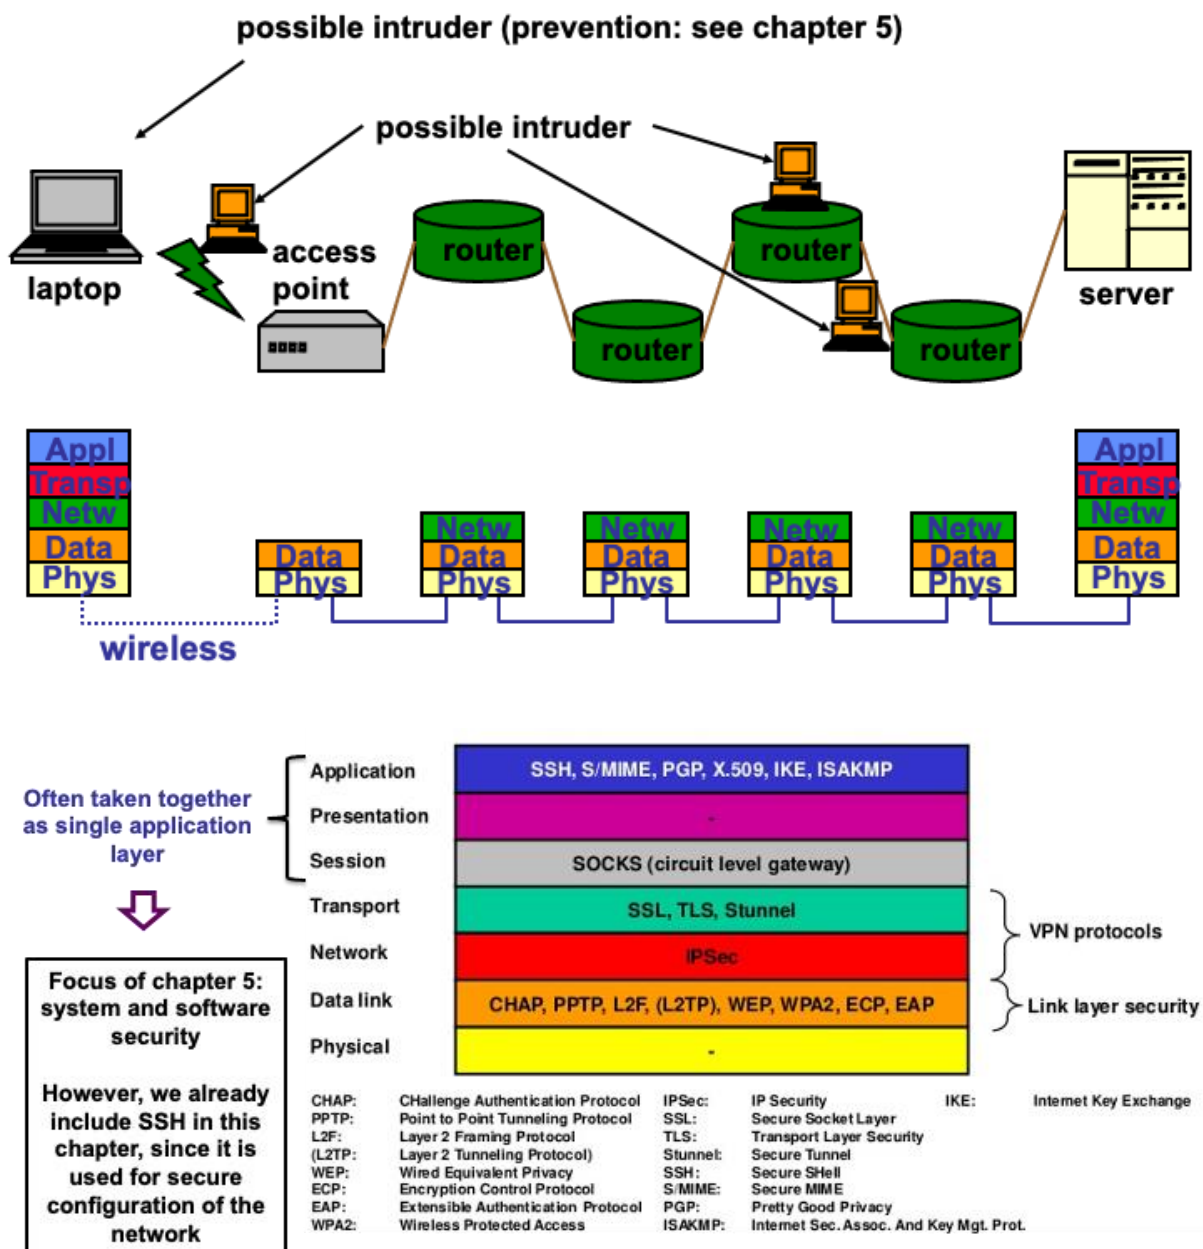 possible intruder (prevention: see chapter 5)
possible intruder
laptop
access
point
router
router
router
router
server
Appl
Transp
Netw
Data
Phys
Data
Phys
Netw
Data
Phys
Netw
Data
Phys
Netw
Data
Phys
Netw
Data
Phys
Appl
Transp
Netw
Data
Phys
wireless
Often taken together
as single application
layer
Focus of chapter 5:
system and software
security
However, we already
include SSH in this
chapter, since it is
used for secure
configuration of the
network
Application SSH, S/MIME, PGP, X.509, IKE, ISAKMP
Presentation -
Session SOCKS (circuit level gateway)
Transport SSL, TLS, Stunnel
Network IPSec
Data link CHAP, PPTP, L2F, (L2TP), WEP, WPA2, ECP, EAP
Physical -
VPN protocols
Link layer security
CHAP: CHallenge Authentication Protocol IPSec: IP Security IKE: Internet Key Exchange
PPTP: Point to Point Tunneling Protocol SSL: Secure Socket Layer
L2F: Layer 2 Framing Protocol TLS: Transport Layer Security
(L2TP: Layer 2 Tunneling Protocol) Stunnel: Secure Tunnel
WEP: Wired Equivalent Privacy SSH: Secure SHell
ECP: Encryption Control Protocol S/MIME: Secure MIME
EAP: Extensible Authentication Protocol PGP: Pretty Good Privacy
WPA2: Wireless Protected Access ISAKMP: Internet Sec. Assoc. And Key Mgt. Prot.